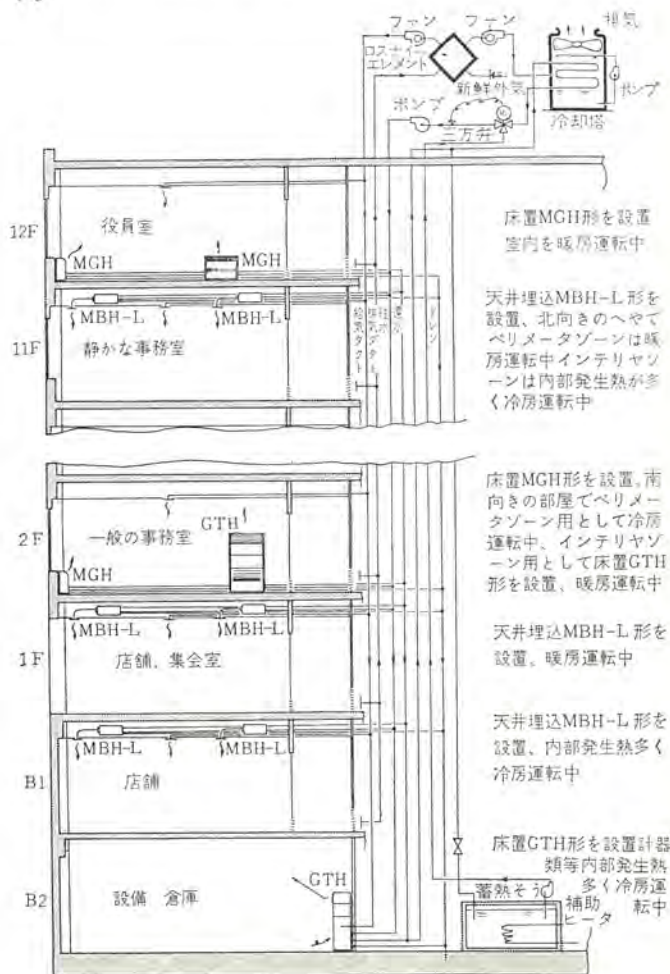 ファン
ファン
排気
ロスナイ
エレメント
新鮮外気
ポンプ
ポンプ
三方弁
冷却塔
12F
役員室
MGH
MGH
床置MGH形を設置
室内を暖房運転中
11F
MBH-L
MBH-L
静かな事務室
給気ダクト
排気ダクト
往水
還水
ドレン
天井埋込MBH-L形を
設置、北向きのへやで
ペリメータゾーンは暖
房運転中インテリヤゾ
ーンは内部発生熱が多
く冷房運転中
2F
一般の事務室
GTH
MGH
床置MGH形を設置、南
向きの部屋でペリメー
タゾーン用として冷房
運転中、インテリヤゾ
ーン用として床置GTH
形を設置、暖房運転中
1F
MBH-L
MBH-L
店舗、集会室
天井埋込MBH-L形を
設置、暖房運転中
B1
MBH-L
MBH-L
店舗
天井埋込MBH-L形を
設置、内部発生熱多く
冷房運転中
B2
設備 倉庫
GTH
床置GTH形を設置計器
類等内部発生熱
多く冷房運
転中
蓄熱そう
補助
ヒータ